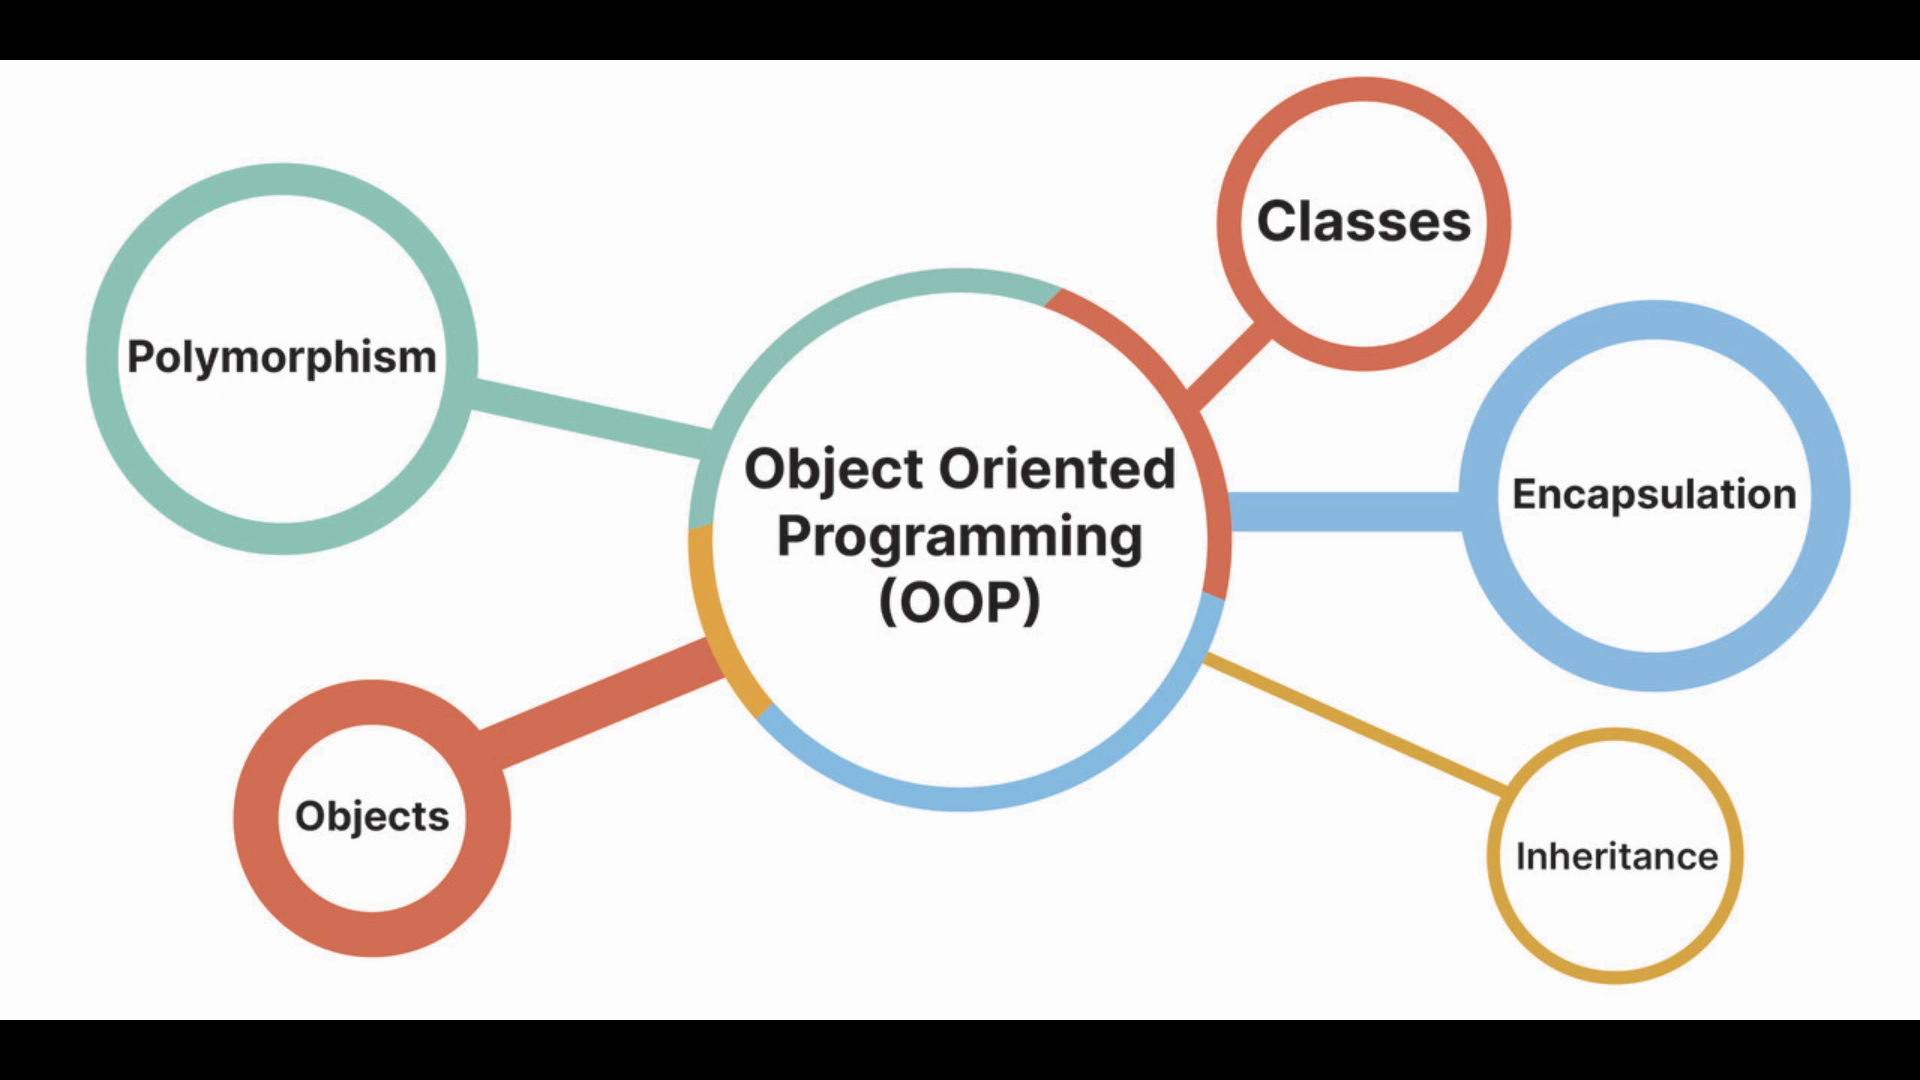 Classes
Polymorphism
Object Oriented
Programming
(OOP)
Encapsulation
Objects
Inheritance